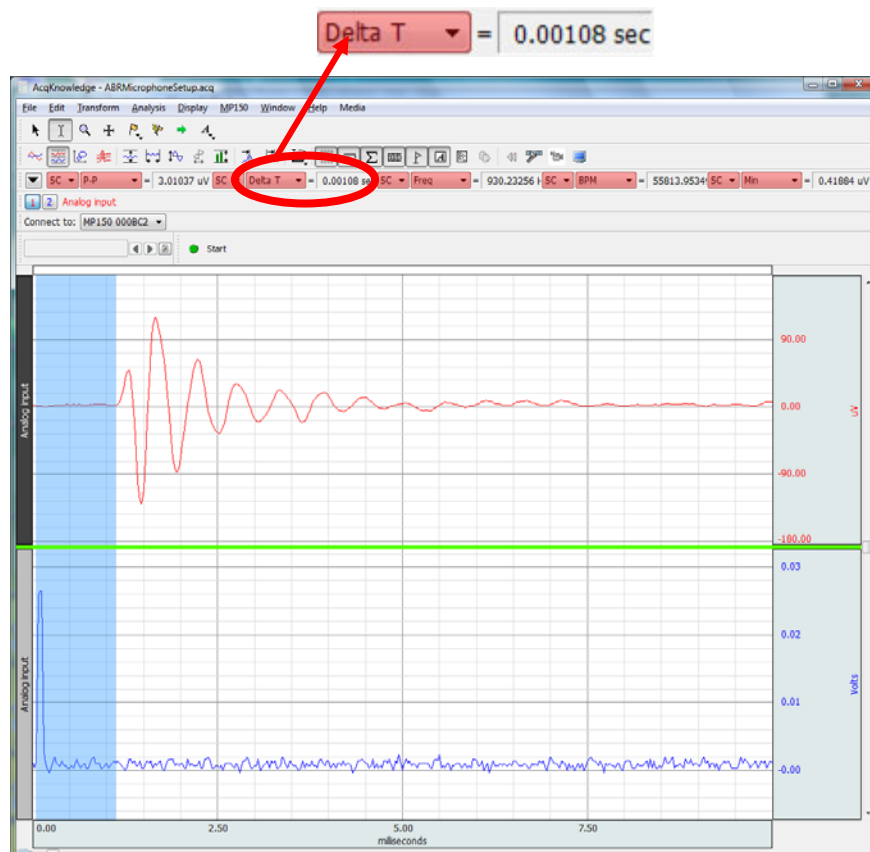 Delta T = 0.00108 sec
AcqKnowledge - ABRMicrophoneSetup.acq
File Edit Transform Analysis Display MP150 Window Help Media
SC P-P = 3.01037 uV SC Delta T = 0.00108 se SC Freq = 930.23256 H SC BPM = 55813.9534 SC Min = 0.41884 uV
1 2 Analog input
Connect to: MP150 000BC2
Start
Analog input
90.00
0.00
-90.00
-180.00
uV
Analog input
0.03
0.02
0.01
-0.00
Volts
0.00 2.50 5.00 7.50
miliseconds